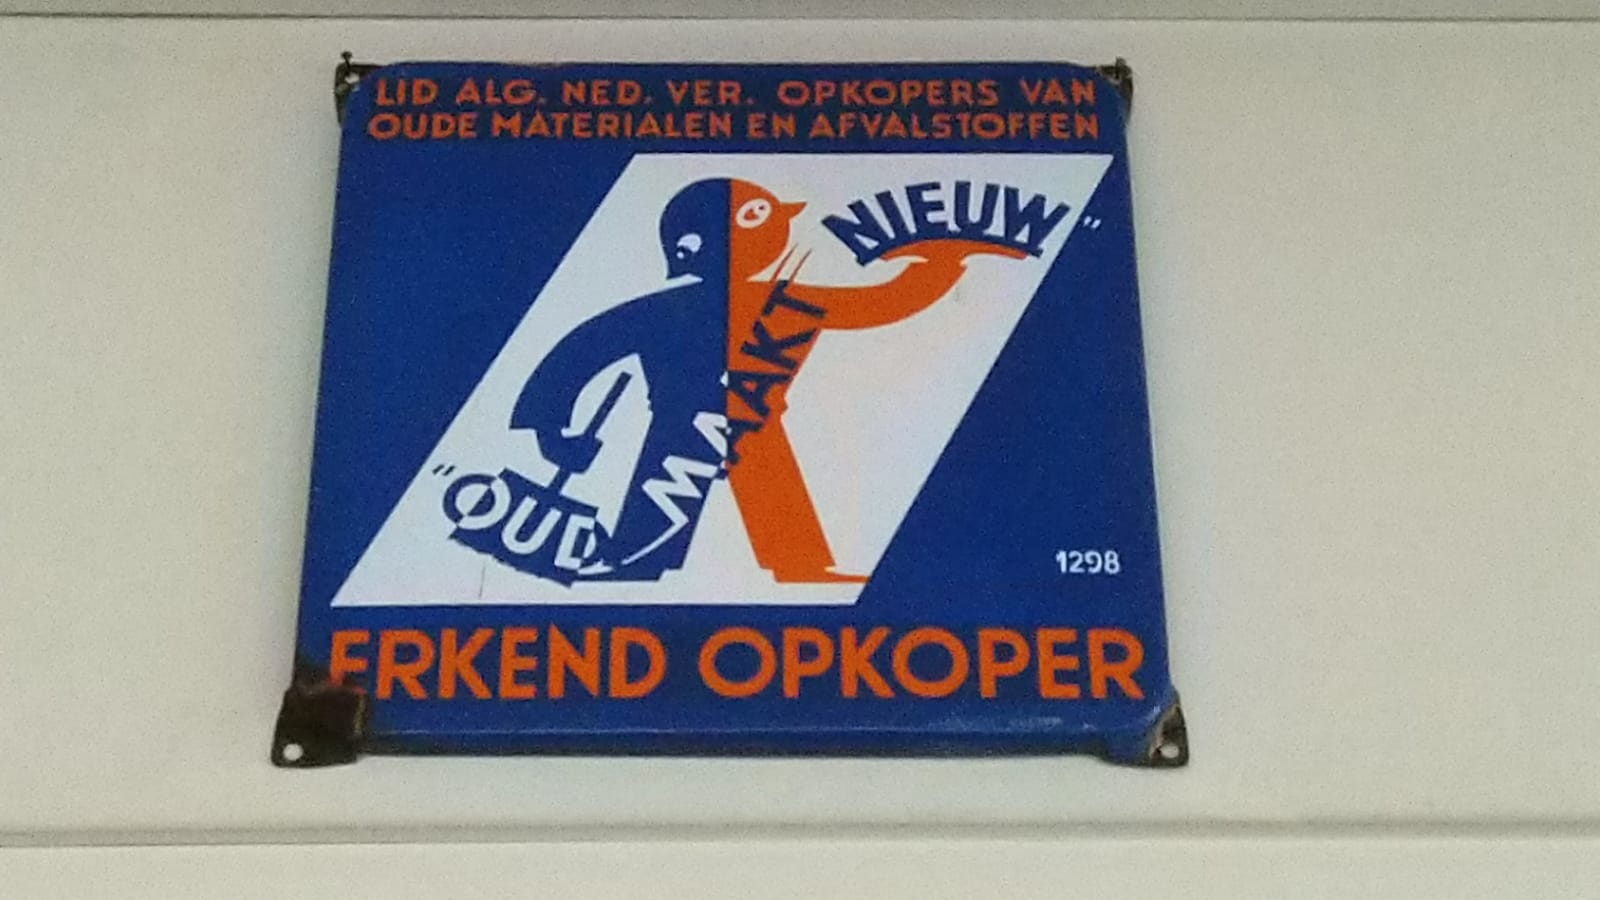 LID ALG. NED. VER. OPKOPERS VAN
OUDE MATERIALEN EN AFVALSTOFFEN
"OUD
MAAKT
NIEUW"
1298
ERKEND OPKOPER